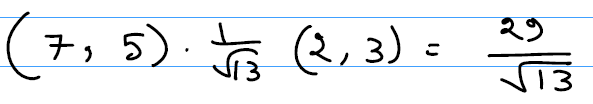 (7, 5) · 1/√13 (2, 3) = 29/√13